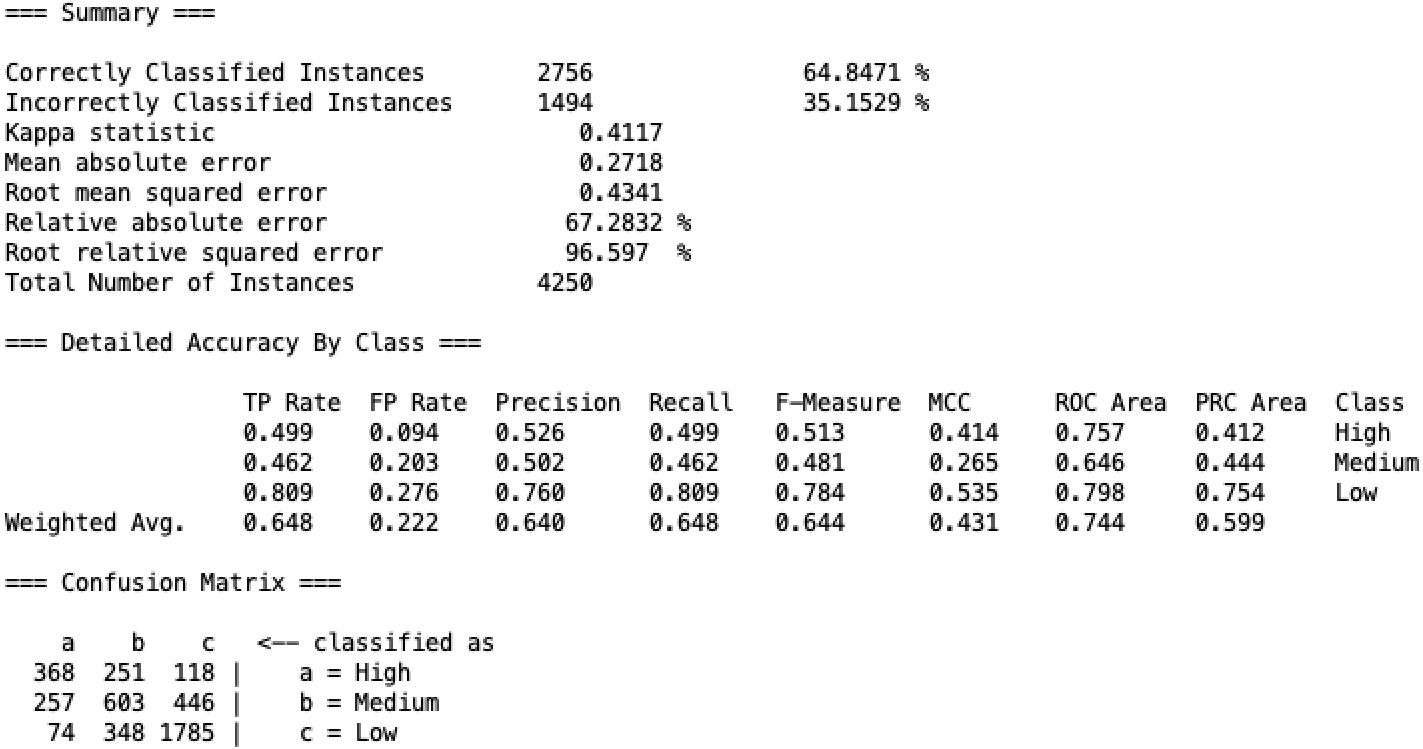 === Summary ===
Correctly Classified Instances 2756 64.8471 %
Incorrectly Classified Instances 1494 35.1529 %
Kappa statistic 0.4117
Mean absolute error 0.2718
Root mean squared error 0.4341
Relative absolute error 67.2832 %
Root relative squared error 96.597 %
Total Number of Instances 4250
=== Detailed Accuracy By Class ===
TP Rate FP Rate Precision Recall F-Measure MCC ROC Area PRC Area Class
0.499 0.094 0.526 0.499 0.513 0.414 0.757 0.412 High
0.462 0.203 0.502 0.462 0.481 0.265 0.646 0.444 Medium
0.809 0.276 0.760 0.809 0.784 0.535 0.798 0.754 Low
Weighted Avg. 0.648 0.222 0.640 0.648 0.644 0.431 0.744 0.599
=== Confusion Matrix ===
a b c <-- classified as
368 251 118 | a = High
257 603 446 | b = Medium
74 348 1785 | c = Low